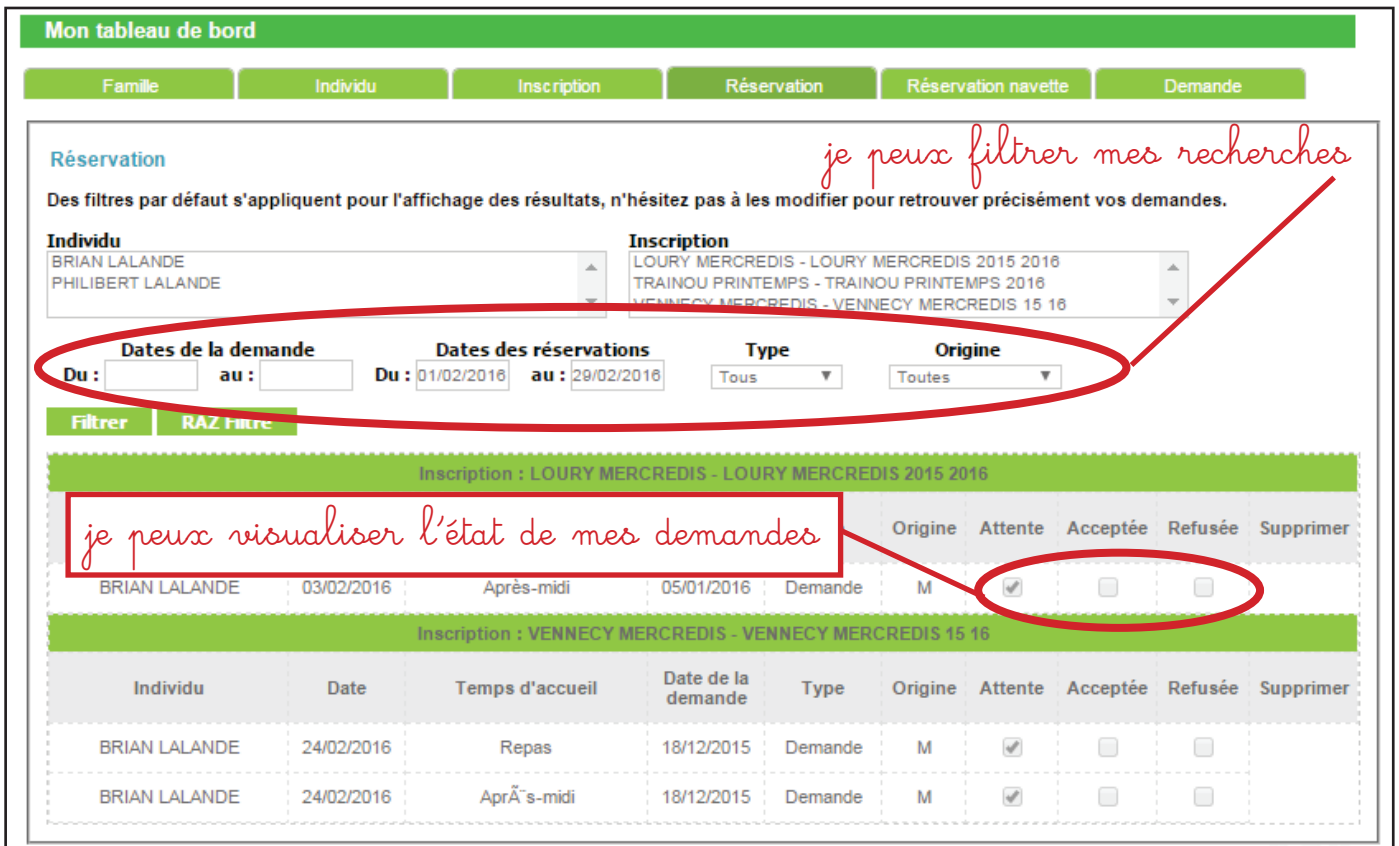 Mon tableau de bord
Famille Individu Inscription Réservation Réservation navette Demande
je peux filtrer mes recherches
Réservation
Des filtres par défaut s'appliquent pour l'affichage des résultats, n'hésitez pas à les modifier pour retrouver précisément vos demandes.
Individu Inscription
BRIAN LALANDE LOURY MERCREDIS - LOURY MERCREDIS 2015 2016
PHILIBERT LALANDE TRAINOU PRINTEMPS - TRAINOU PRINTEMPS 2016
VENNECY MERCREDIS - VENNECY MERCREDIS 15 16
Dates de la demande Dates des réservations Type Origine
Du : au : Du : 01/02/2016 au : 29/02/2016 Tous Toutes
Filtrer RAZ Filtre
Inscription : LOURY MERCREDIS - LOURY MERCREDIS 2015 2016
je peux visualiser l'état de mes demandes Origine Attente Acceptée Refusée Supprimer
BRIAN LALANDE 03/02/2016 Après-midi 05/01/2016 Demande M
Inscription : VENNECY MERCREDIS - VENNECY MERCREDIS 15 16
Individu Date Temps d'accueil Date de la demande Type Origine Attente Acceptée Refusée Supprimer
BRIAN LALANDE 24/02/2016 Repas 18/12/2015 Demande M
BRIAN LALANDE 24/02/2016 AprÃ¨s-midi 18/12/2015 Demande M